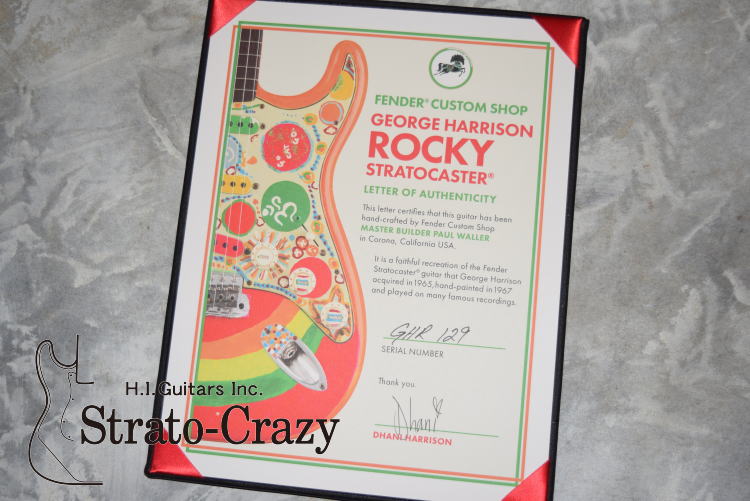 FENDER® CUSTOM SHOP
GEORGE HARRISON
ROCKY
STRATOCASTER®
LETTER OF AUTHENTICITY
This letter certifies that this guitar has been
hand-crafted by Fender Custom Shop
MASTER BUILDER PAUL WALLER
in Corona, California USA.
It is a faithful recreation of the Fender
Stratocaster® guitar that George Harrison
acquired in 1965, hand-painted in 1967
and played on many famous recordings.
GHR 129
SERIAL NUMBER
Thank you.
Dhani
DHANI HARRISON
H.I.Guitars Inc.
Strato-Crazy